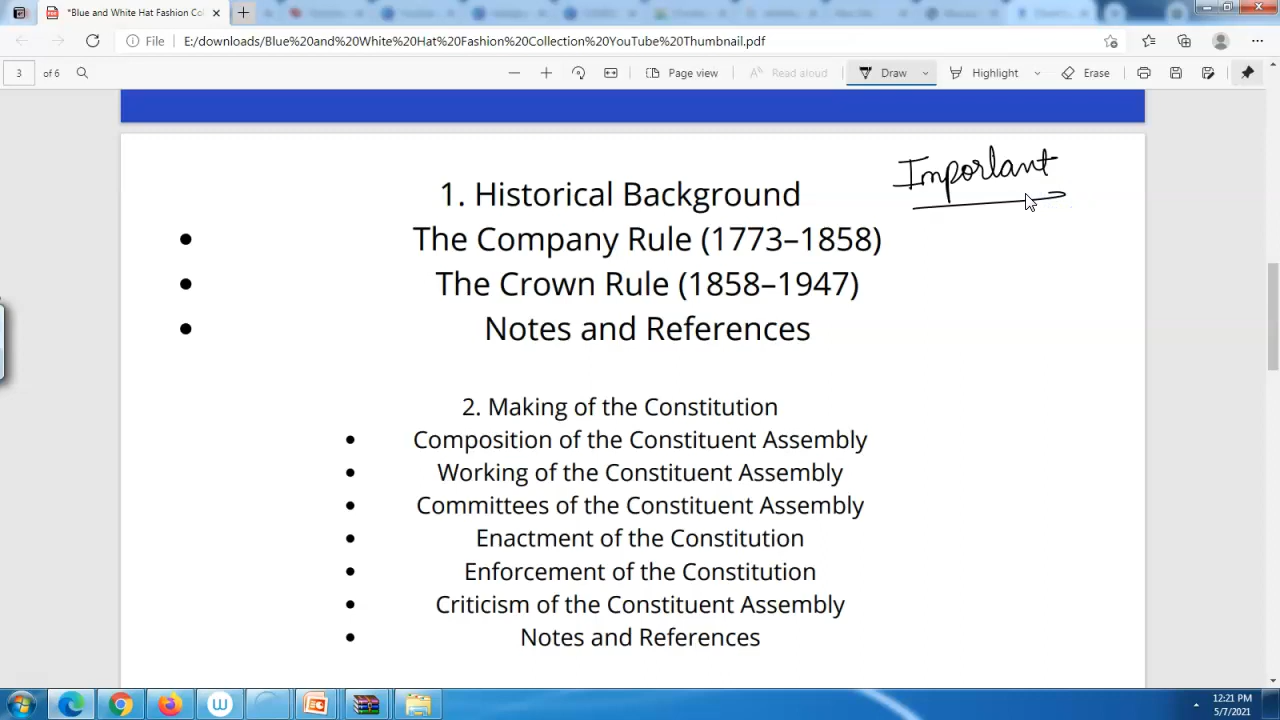 *Blue and White Hat Fashion Col
File E:/downloads/Blue%20and%20White%20Hat%20Fashion%20Collection%20YouTube%20Thumbnail.pdf
3 of 6 Page view Read aloud Draw Highlight Erase
Important
1. Historical Background
• The Company Rule (1773–1858)
• The Crown Rule (1858–1947)
• Notes and References
2. Making of the Constitution
• Composition of the Constituent Assembly
• Working of the Constituent Assembly
• Committees of the Constituent Assembly
• Enactment of the Constitution
• Enforcement of the Constitution
• Criticism of the Constituent Assembly
• Notes and References
12:21 PM
5/7/2021